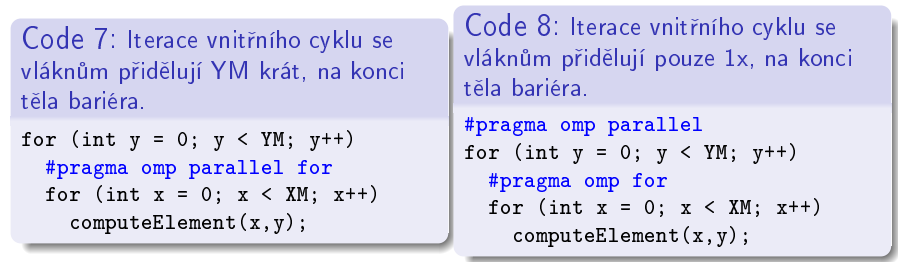 Code 7: Iterace vnitřního cyklu se
vláknům přidělují YM krát, na konci
těla bariéra.
for (int y = 0; y < YM; y++)
  #pragma omp parallel for
  for (int x = 0; x < XM; x++)
    computeElement(x,y);
Code 8: Iterace vnitřního cyklu se
vláknům přidělují pouze 1x, na konci
těla bariéra.
#pragma omp parallel
for (int y = 0; y < YM; y++)
  #pragma omp for
  for (int x = 0; x < XM; x++)
    computeElement(x,y);